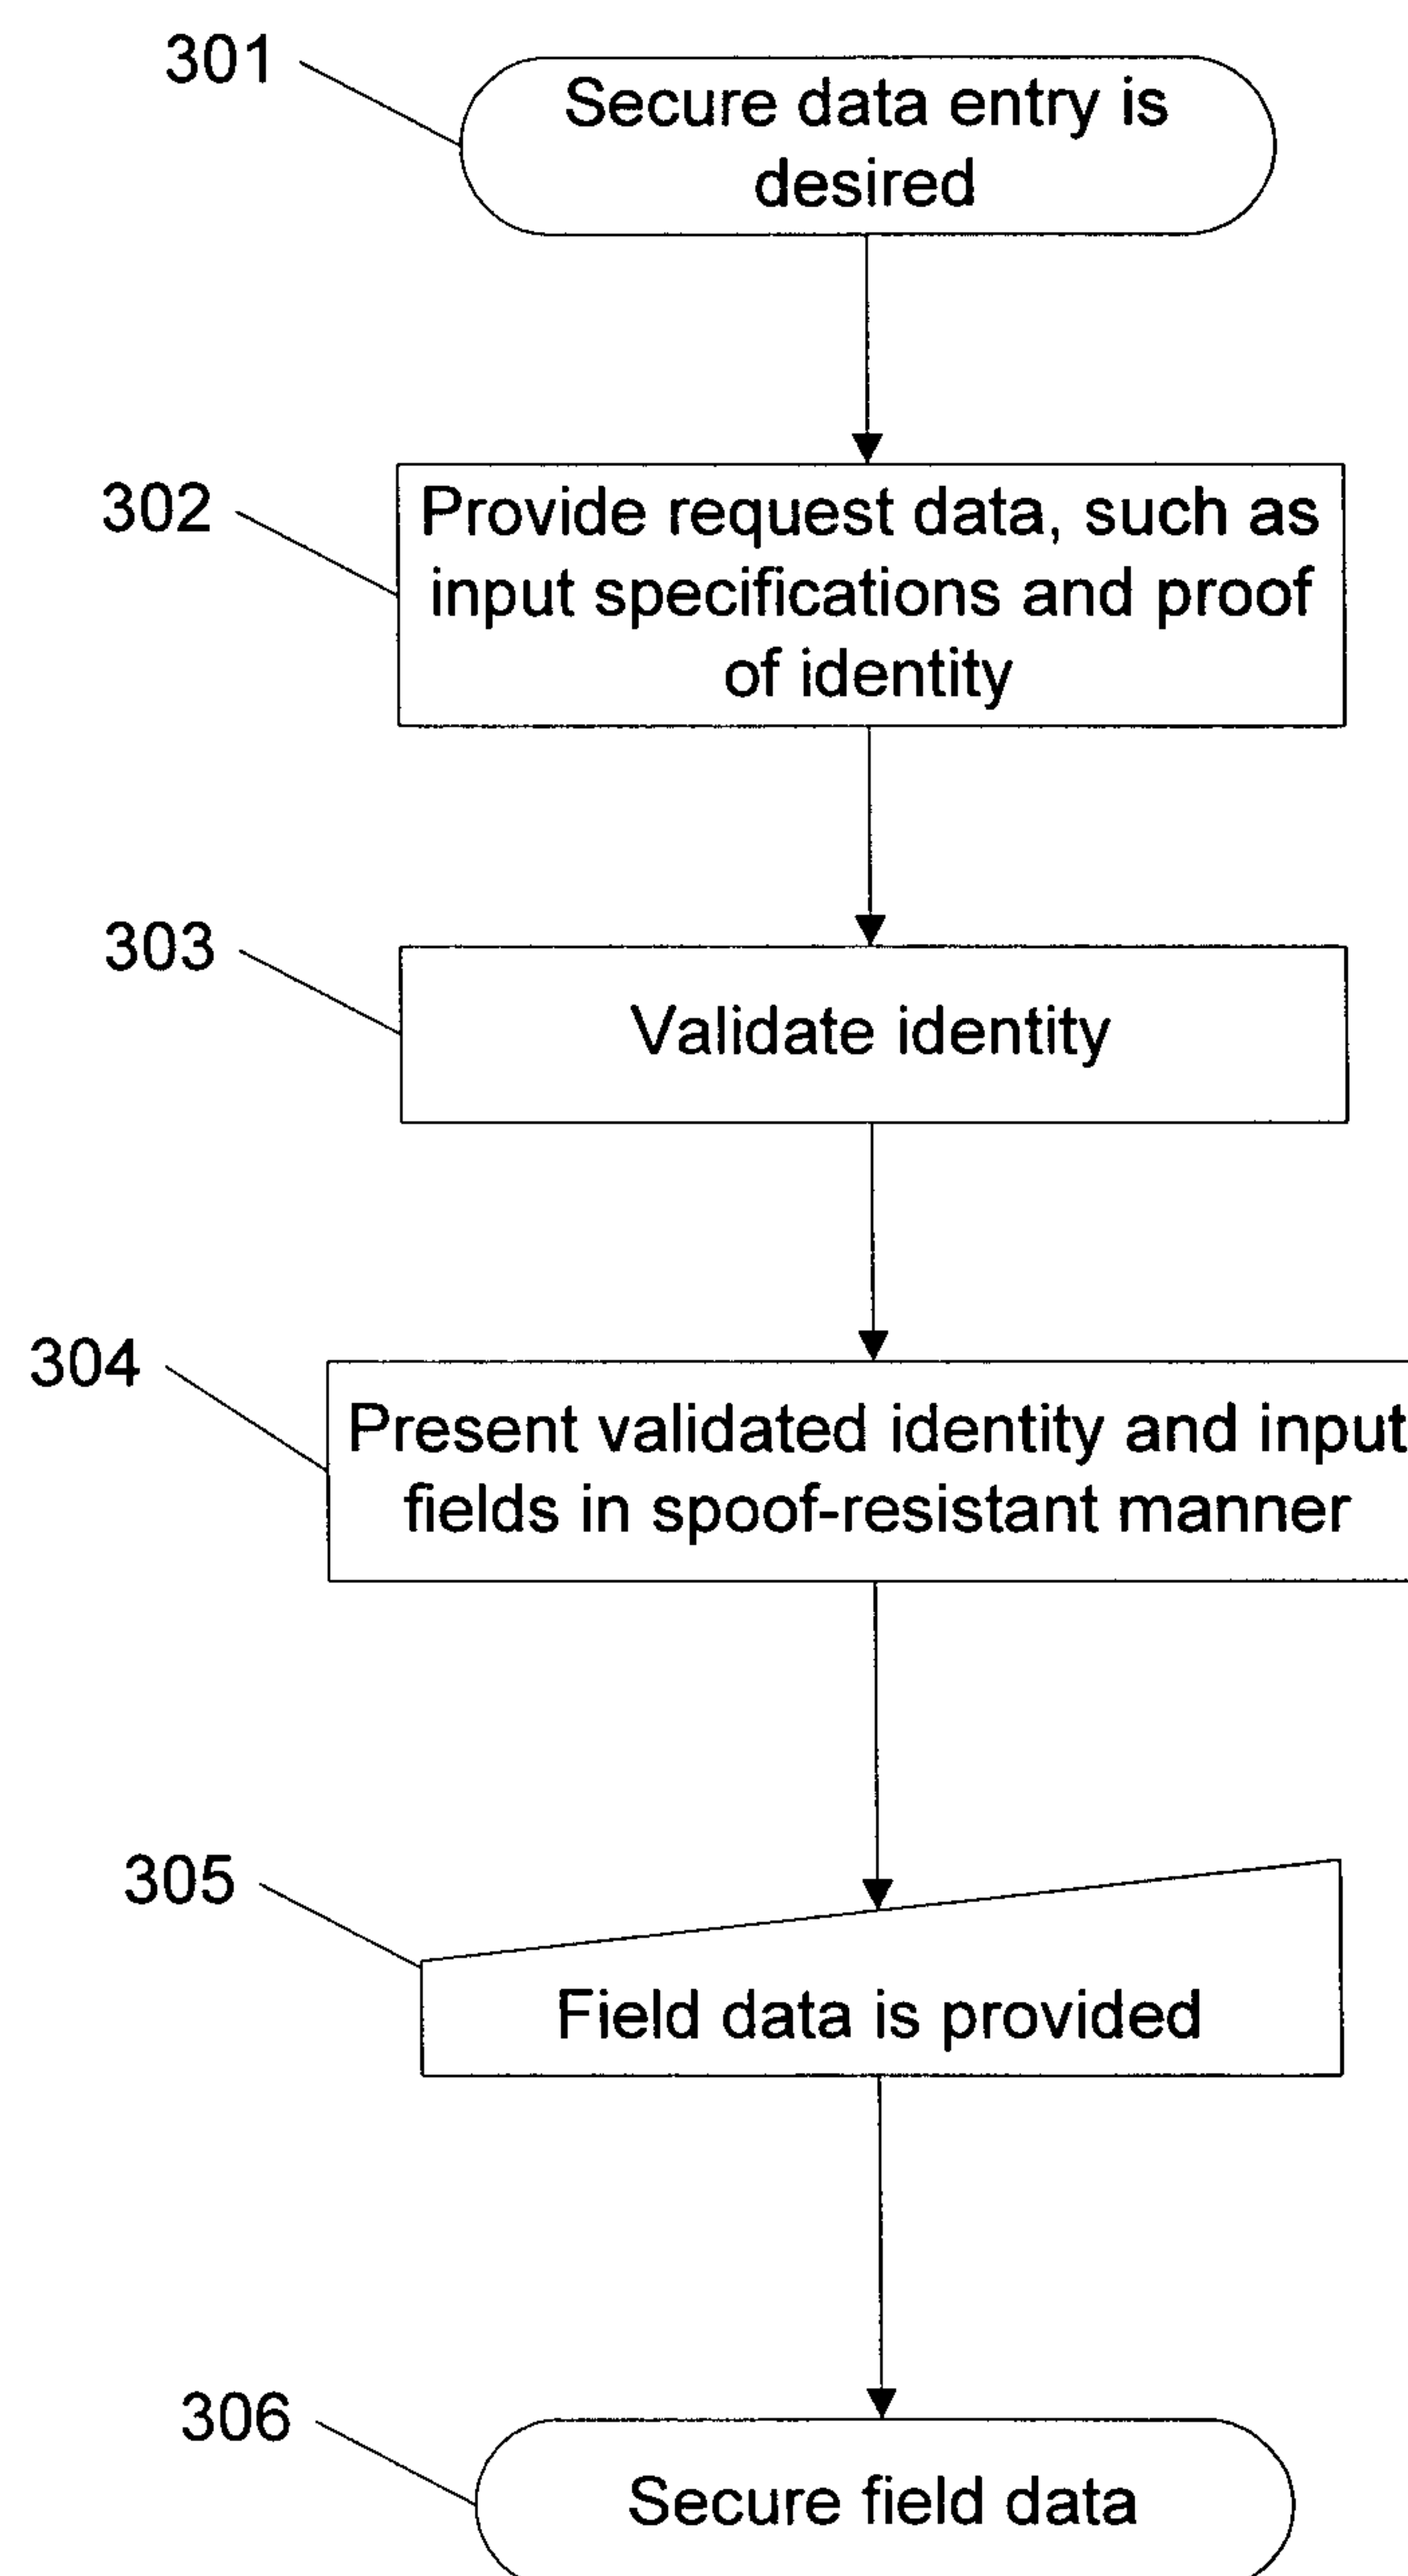 301
Secure data entry is
desired
302
Provide request data, such as
input specifications and proof
of identity
303
Validate identity
304
Present validated identity and input
fields in spoof-resistant manner
305
Field data is provided
306
Secure field data